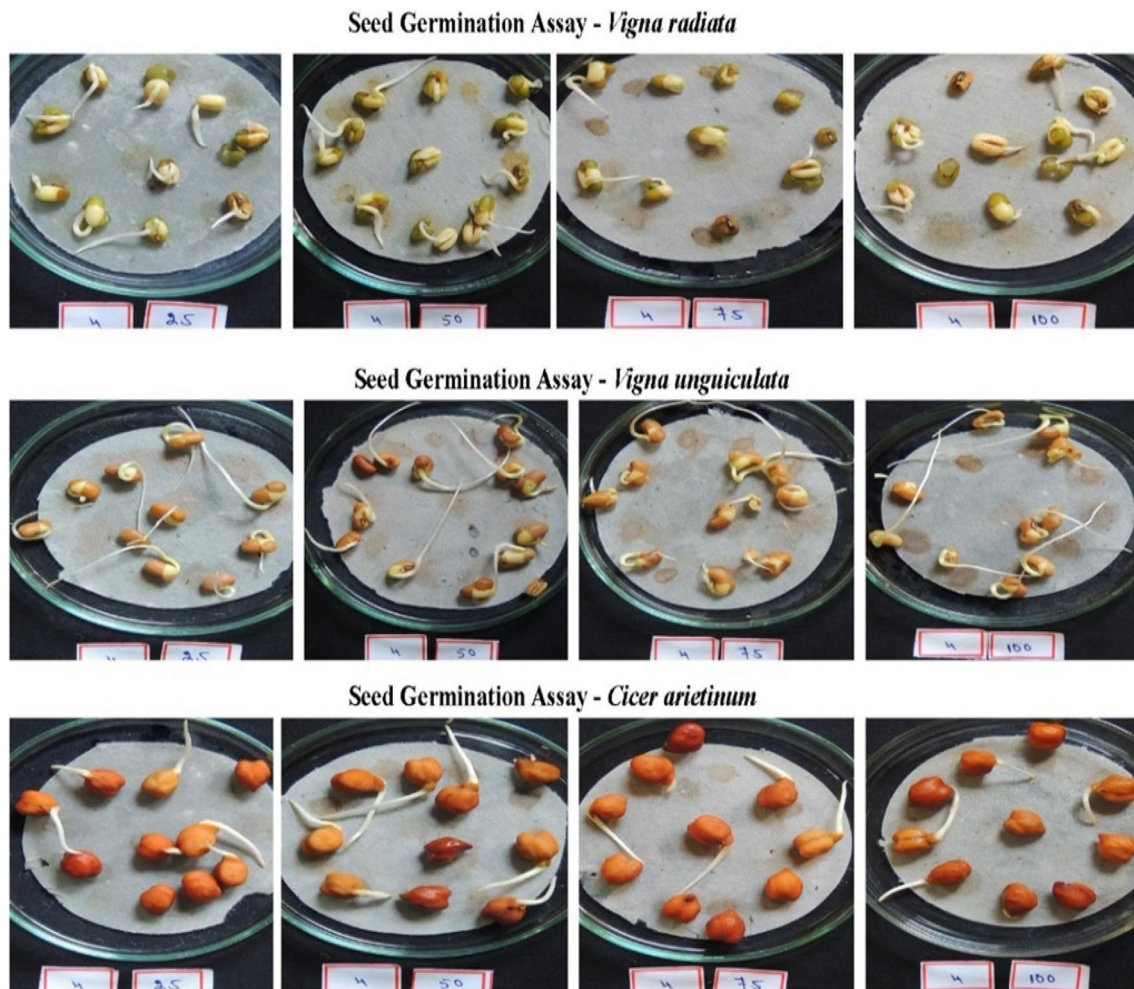 Seed Germination Assay - Vigna radiata
4 25 4 50 4 75 4 100
Seed Germination Assay - Vigna unguiculata
4 25 4 50 4 75 4 100
Seed Germination Assay - Cicer arietinum
4 25 4 50 4 75 4 100